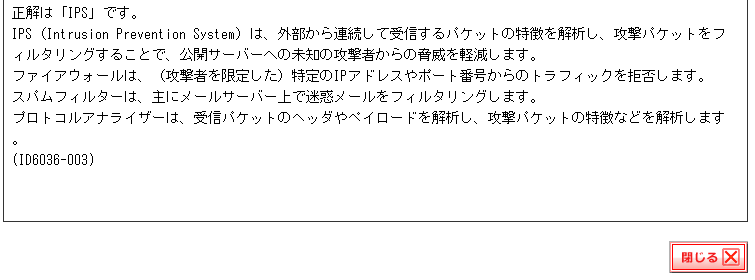 正解は「IPS」です。
IPS（Intrusion Prevention System）は、外部から連続して受信するパケットの特徴を解析し、攻撃パケットをフ
ィルタリングすることで、公開サーバーへの未知の攻撃者からの脅威を軽減します。
ファイアウォールは、（攻撃者を限定した）特定のIPアドレスやポート番号からのトラフィックを拒否します。
スパムフィルターは、主にメールサーバー上で迷惑メールをフィルタリングします。
プロトコルアナライザーは、受信パケットのヘッダやペイロードを解析し、攻撃パケットの特徴などを解析します
。
(ID6036-003)
閉じる